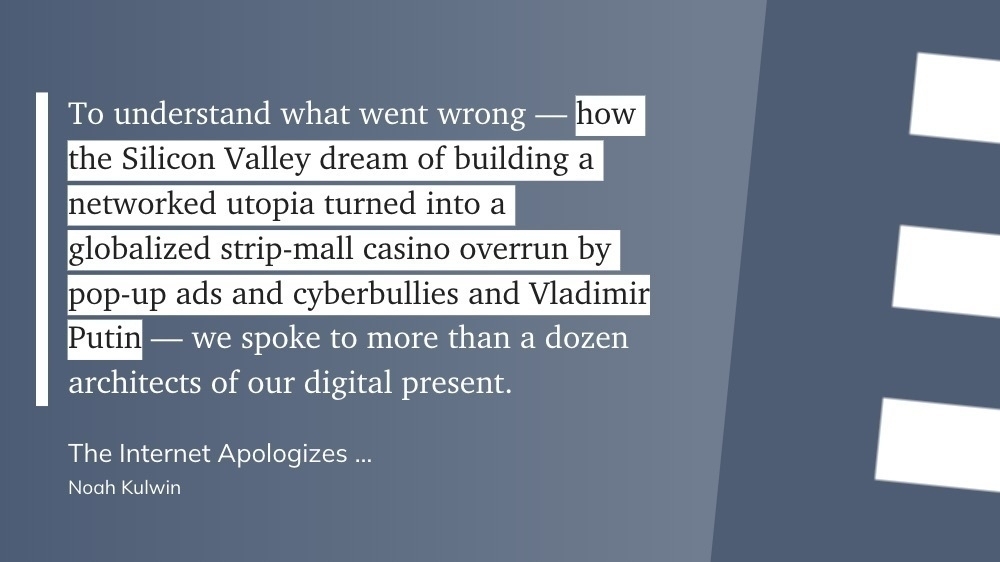 To understand what went wrong — how
the Silicon Valley dream of building a
networked utopia turned into a
globalized strip-mall casino overrun by
pop-up ads and cyberbullies and Vladimir
Putin — we spoke to more than a dozen
architects of our digital present.
The Internet Apologizes ...
Noah Kulwin